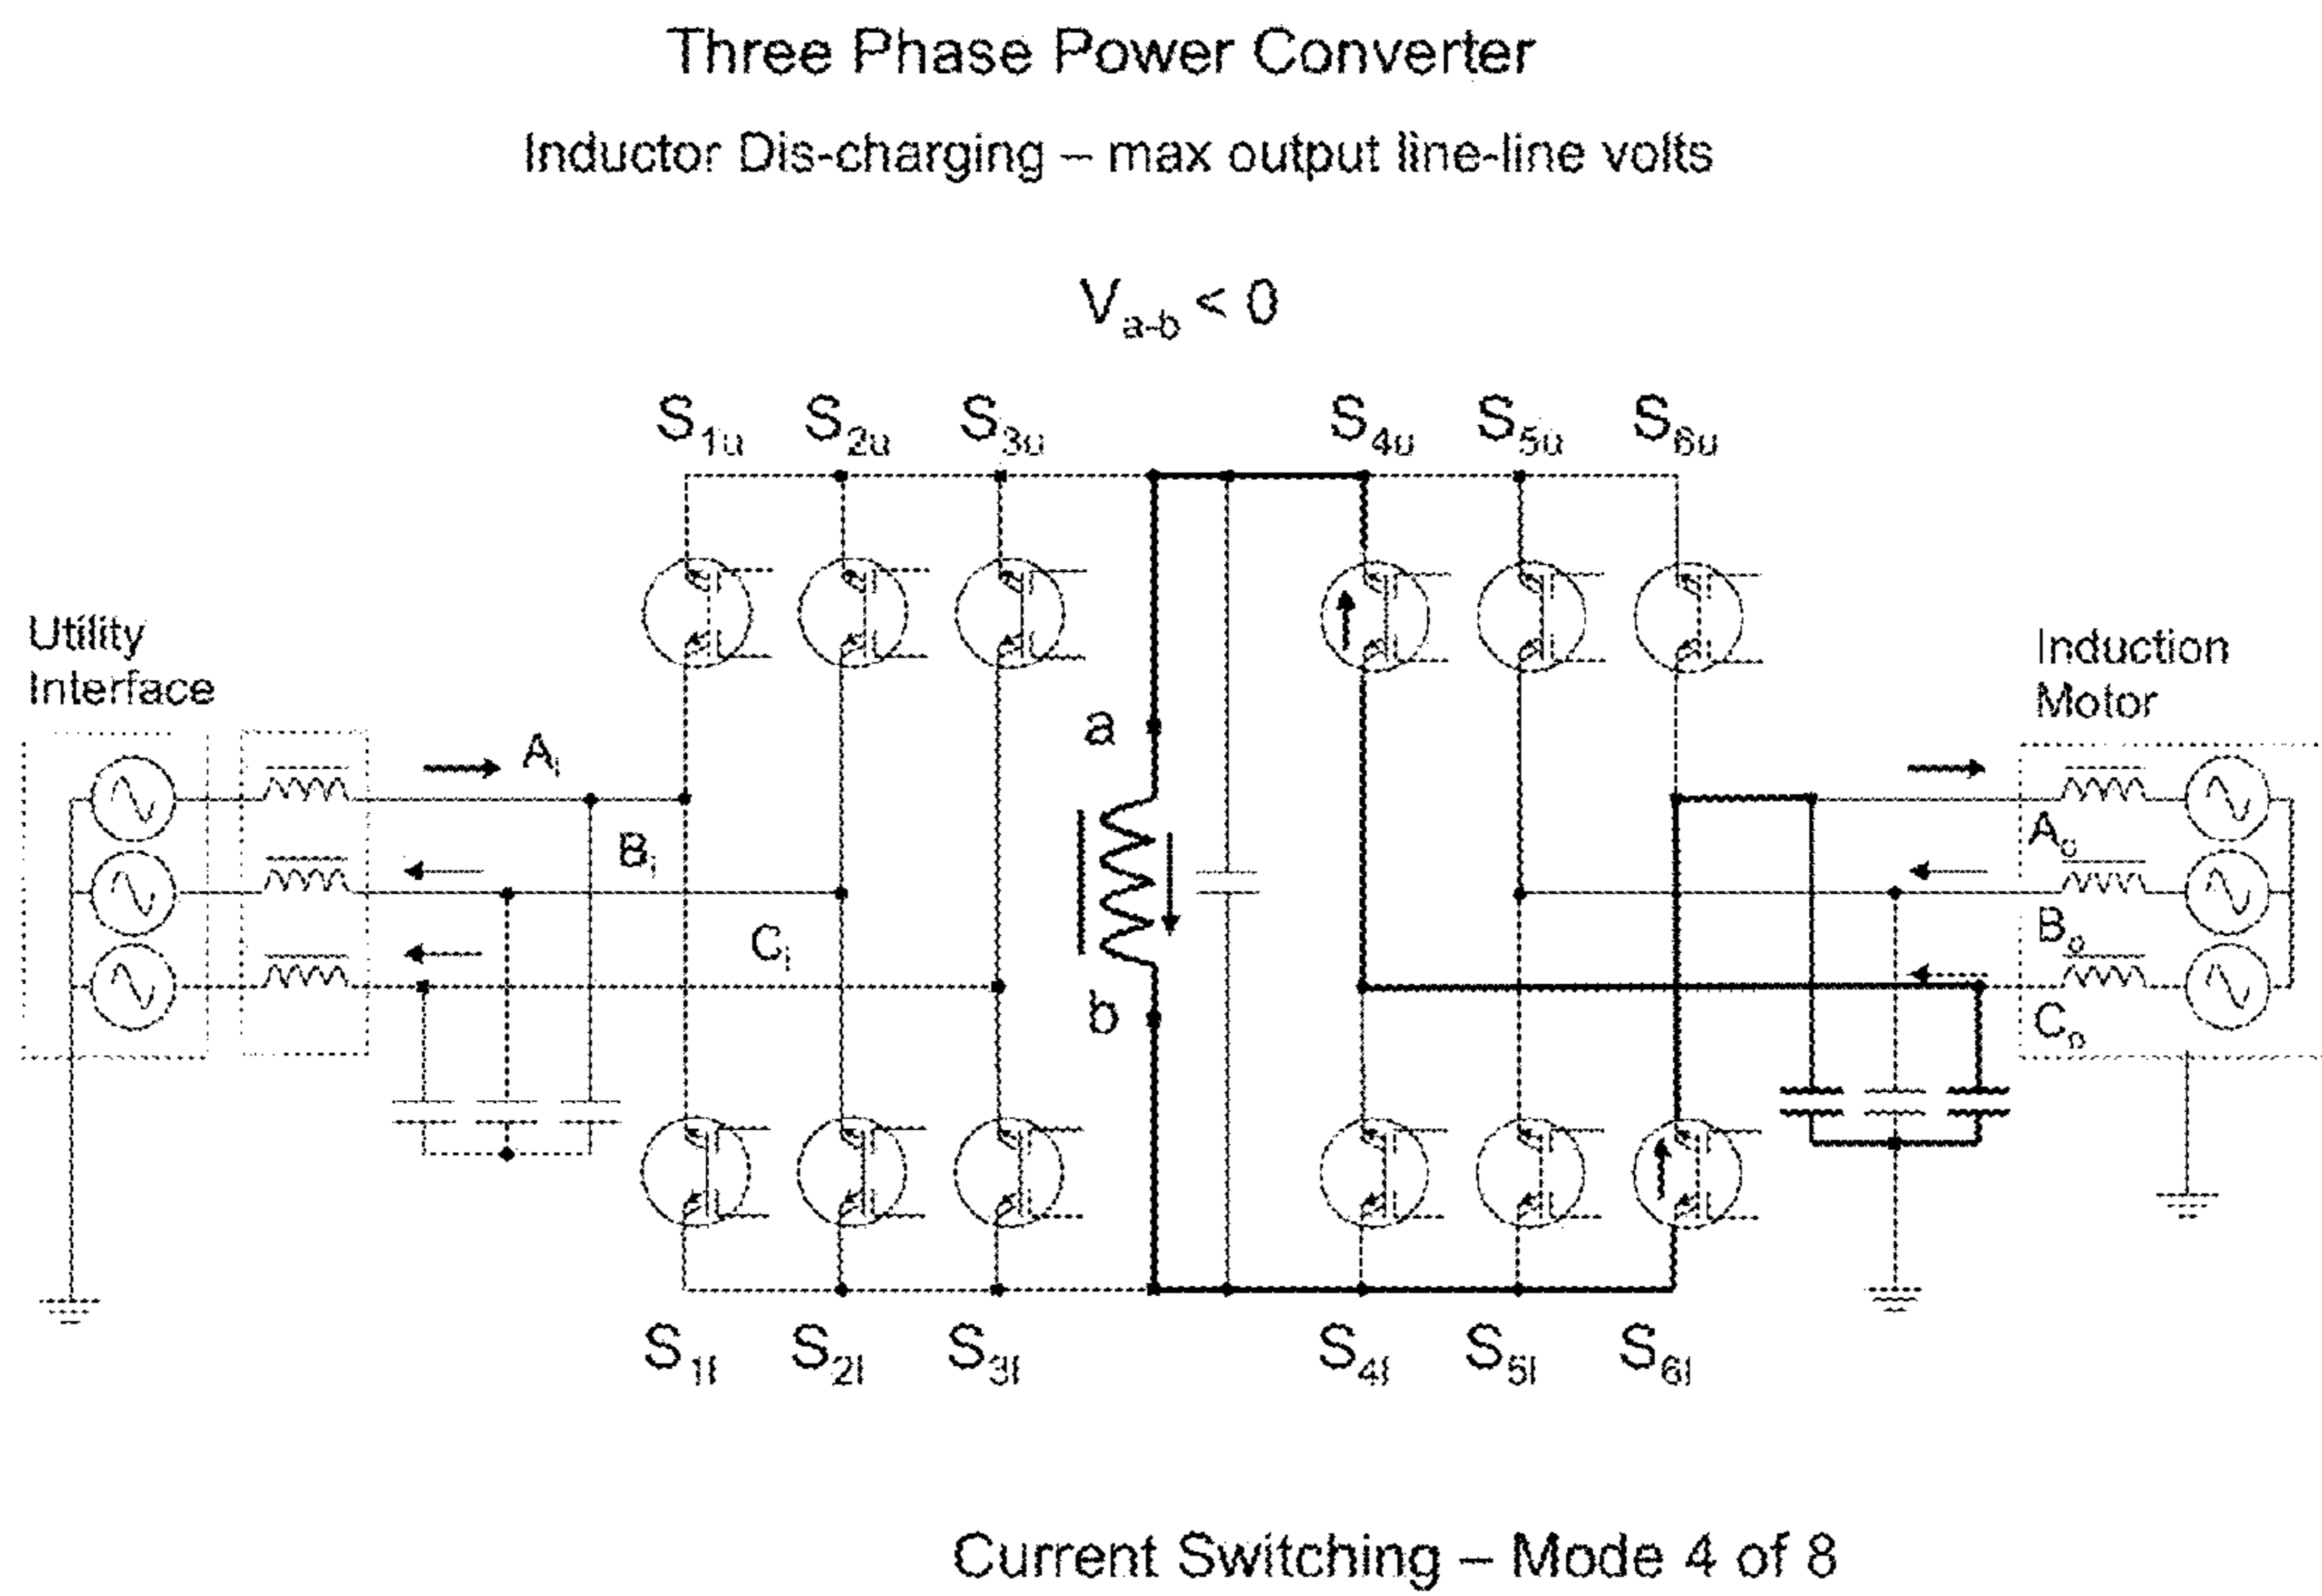 Three Phase Power Converter
Inductor Dis-charging – max output line-line volts
Va-b < 0
S1u S2u S3u S4u S5u S6u
Utility
Interface
Induction
Motor
Ai
Bi
Ci
a
b
Ao
Bo
Co
S1l S2l S3l S4l S5l S6l
Current Switching – Mode 4 of 8